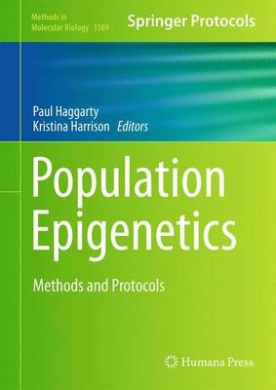 Methods in
Molecular Biology 1589
Springer Protocols
Paul Haggarty
Kristina Harrison Editors
Population
Epigenetics
Methods and Protocols
Humana Press